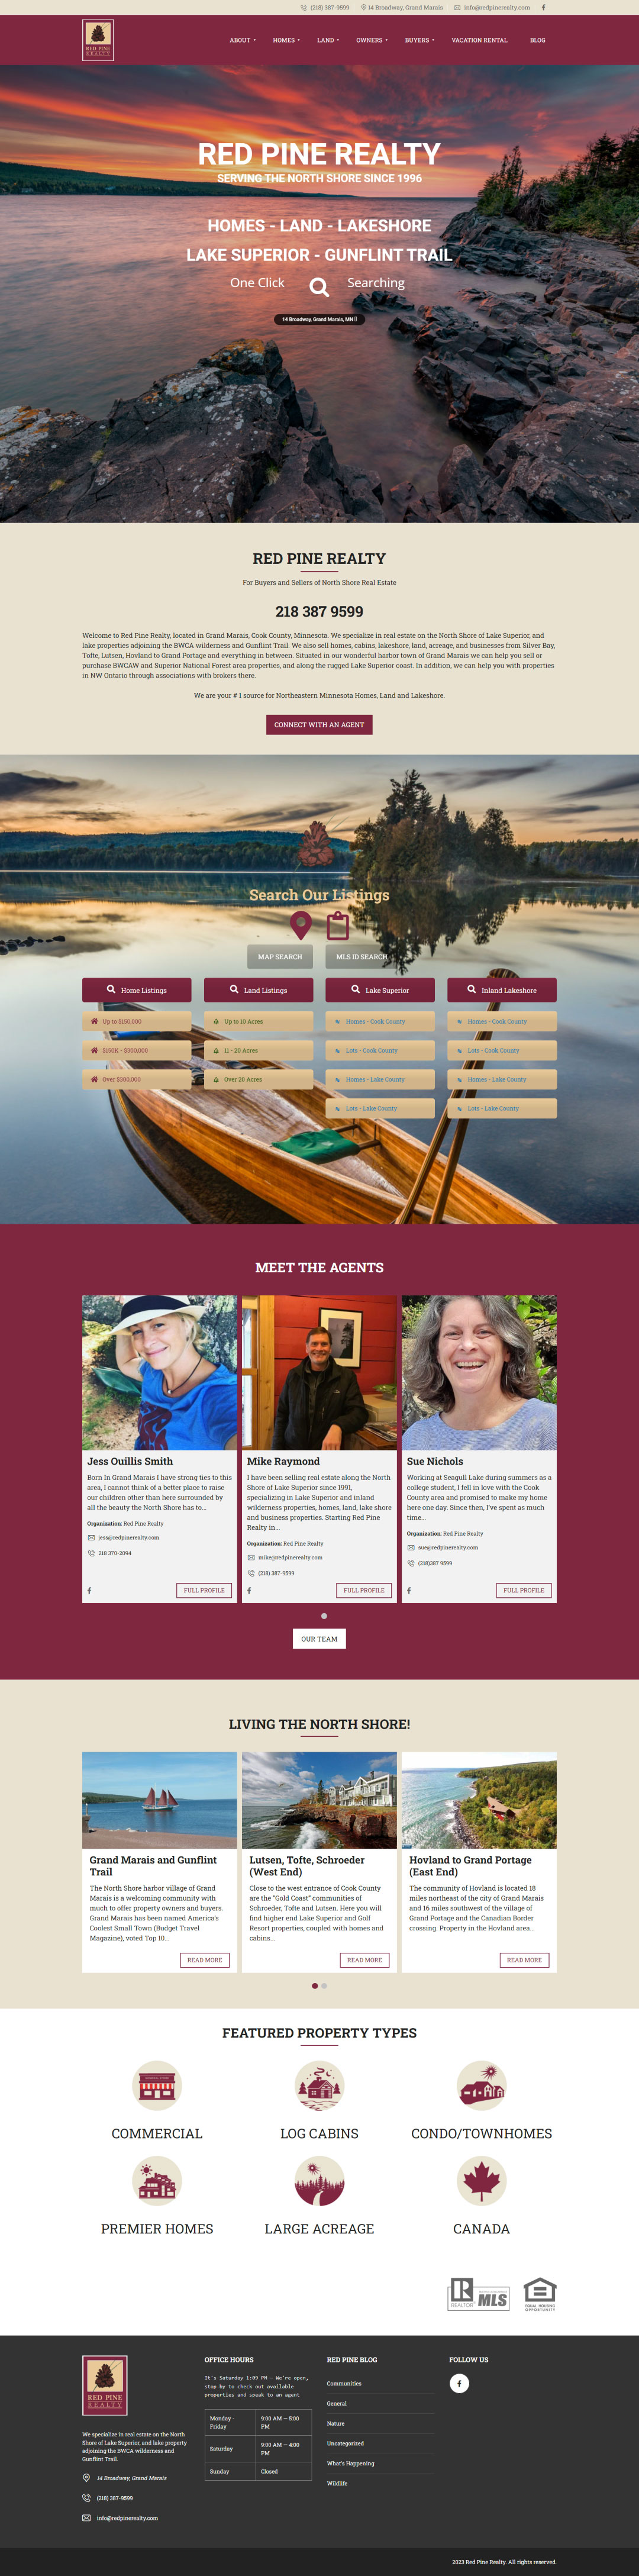 (218) 387-9599 14 Broadway, Grand Marais info@redpinerealty.com
RED PINE
REALTY
ABOUT HOMES LAND OWNERS BUYERS VACATION RENTAL BLOG
RED PINE REALTY
SERVING THE NORTH SHORE SINCE 1996
HOMES - LAND - LAKESHORE
LAKE SUPERIOR - GUNFLINT TRAIL
One Click Searching
14 Broadway, Grand Marais, MN
RED PINE REALTY
For Buyers and Sellers of North Shore Real Estate
218 387 9599
Welcome to Red Pine Realty, located in Grand Marais, Cook County, Minnesota. We specialize in real estate on the North Shore of Lake Superior, and
lake properties adjoining the BWCA wilderness and Gunflint Trail. We also sell homes, cabins, lakeshore, land, acreage, and businesses from Silver Bay,
Tofte, Lutsen, Hovland to Grand Portage and everything in between. Situated in our wonderful harbor town of Grand Marais we can help you sell or
purchase BWCAW and Superior National Forest area properties, and along the rugged Lake Superior coast. In addition, we can help you with properties
in NW Ontario through associations with brokers there.
We are your # 1 source for Northeastern Minnesota Homes, Land and Lakeshore.
CONNECT WITH AN AGENT
Search Our Listings
MAP SEARCH MLS ID SEARCH
Home Listings Land Listings Lake Superior Inland Lakeshore
Up to $150,000 Up to 10 Acres Homes - Cook County Homes - Cook County
$150K - $300,000 11 - 20 Acres Lots - Cook County Lots - Cook County
Over $300,000 Over 20 Acres Homes - Lake County Homes - Lake County
Lots - Lake County Lots - Lake County
MEET THE AGENTS
Jess Ouillis Smith
Born In Grand Marais I have strong ties to this
area, I cannot think of a better place to raise
our children other than here surrounded by
all the beauty the North Shore has to...
Organization: Red Pine Realty
jess@redpinerealty.com
218 370-2094
FULL PROFILE
Mike Raymond
I have been selling real estate along the North
Shore of Lake Superior since 1991,
specializing in Lake Superior and inland
wilderness properties, homes, land, lake shore
and business properties. Starting Red Pine
Realty in...
Organization: Red Pine Realty
mike@redpinerealty.com
(218) 387-9599
FULL PROFILE
Sue Nichols
Working at Seagull Lake during summers as a
college student, I fell in love with the Cook
County area and promised to make my home
here one day. Since then, I've spent as much
time...
Organization: Red Pine Realty
sue@redpinerealty.com
(218)387 9599
FULL PROFILE
OUR TEAM
LIVING THE NORTH SHORE!
Grand Marais and Gunflint
Trail
The North Shore harbor village of Grand
Marais is a welcoming community with
much to offer property owners and buyers.
Grand Marais has been named America's
Coolest Small Town (Budget Travel
Magazine), voted Top 10...
READ MORE
Lutsen, Tofte, Schroeder
(West End)
Close to the west entrance of Cook County
are the "Gold Coast" communities of
Schroeder, Tofte and Lutsen. Here you will
find higher end Lake Superior and Golf
Resort properties, coupled with homes and
cabins...
READ MORE
Hovland to Grand Portage
(East End)
The community of Hovland is located 18
miles northeast of the city of Grand Marais
and 16 miles southwest of the village of
Grand Portage and the Canadian Border
crossing. Property in the Hovland area...
READ MORE
FEATURED PROPERTY TYPES
COMMERCIAL LOG CABINS CONDO/TOWNHOMES
PREMIER HOMES LARGE ACREAGE CANADA
REALTOR MLS
EQUAL HOUSING
OPPORTUNITY
RED PINE
REALTY
We specialize in real estate on the North
Shore of Lake Superior, and lake property
adjoining the BWCA wilderness and
Gunflint Trail.
14 Broadway, Grand Marais
(218) 387-9599
info@redpinerealty.com
OFFICE HOURS
It's Saturday 1:09 PM — We're open,
stop by to check out available
properties and speak to an agent
Monday - Friday 9:00 AM — 5:00 PM
Saturday 9:00 AM — 4:00 PM
Sunday Closed
RED PINE BLOG
Communities
General
Nature
Uncategorized
What's Happening
Wildlife
FOLLOW US
2023 Red Pine Realty. All rights reserved.